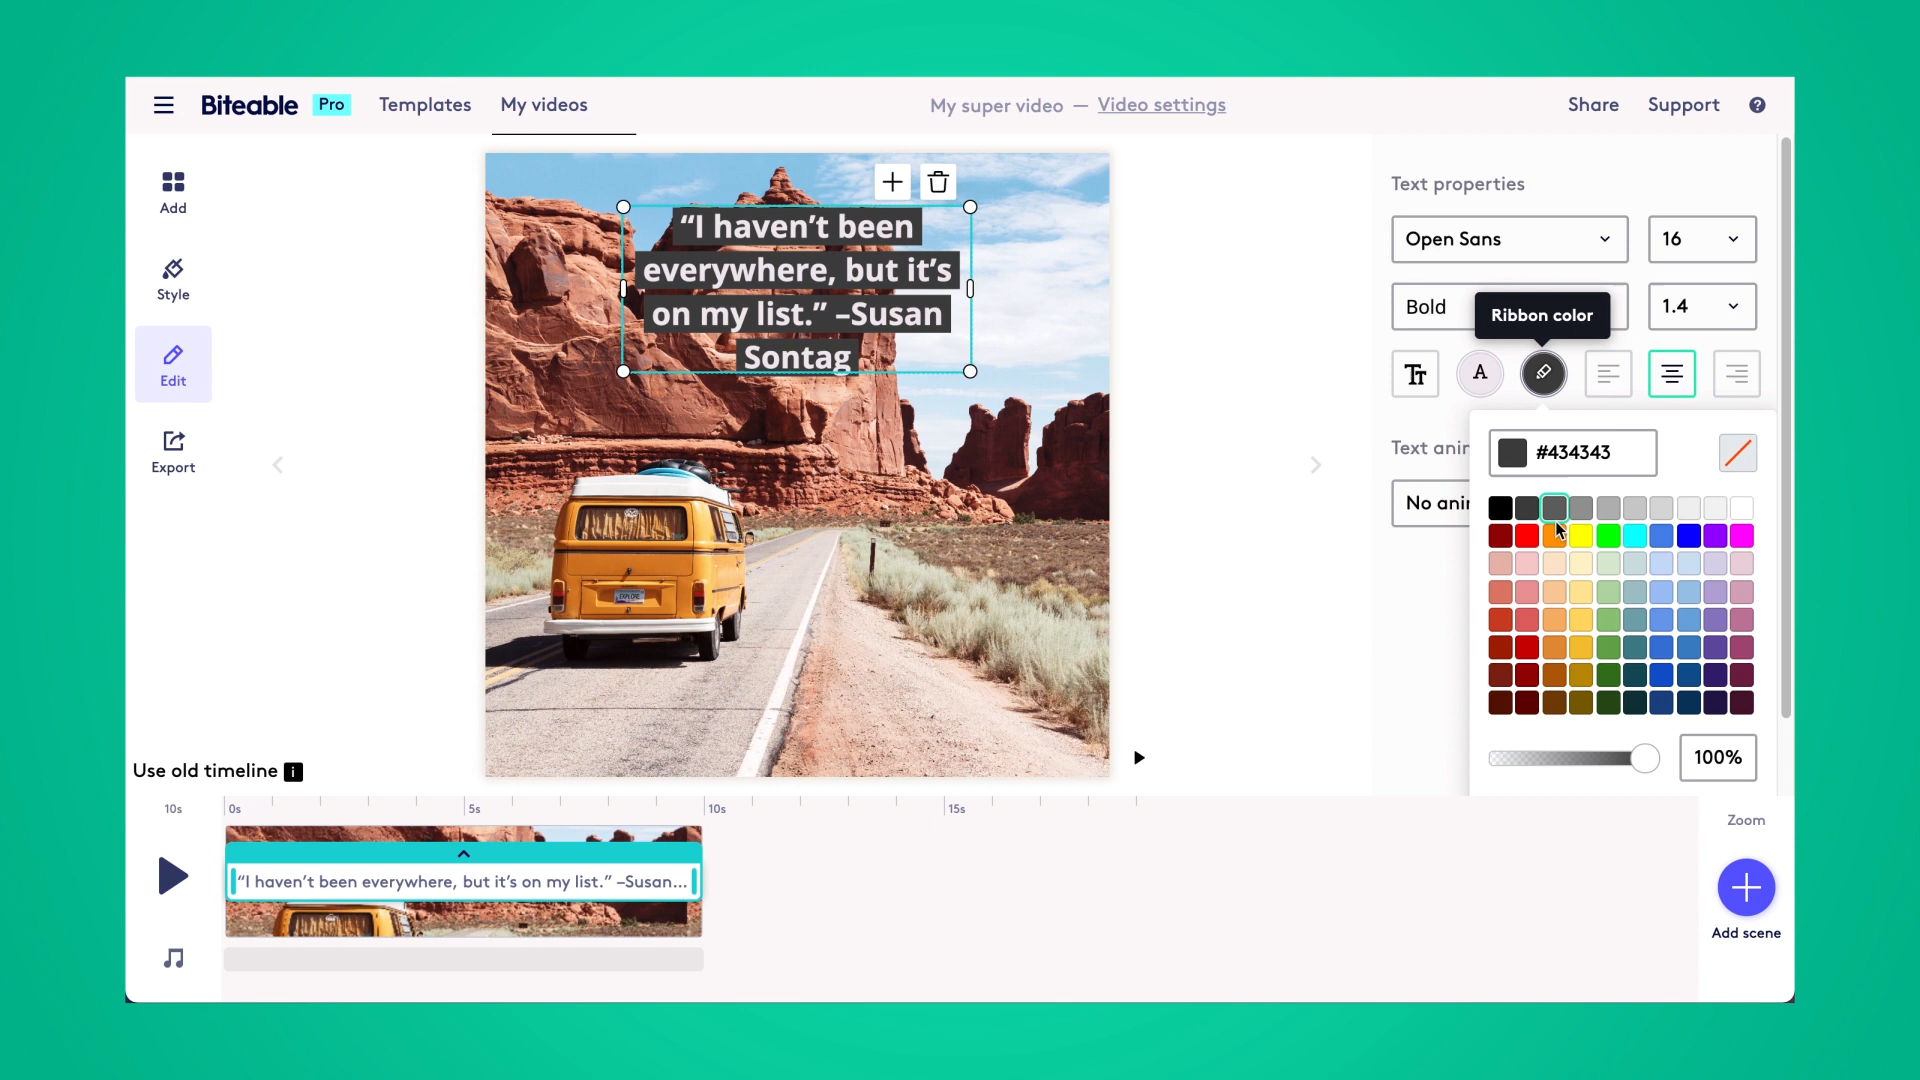 Biteable Pro Templates My videos My super video — Video settings Share Support ?
Add
Style
Edit
Export
“I haven’t been
everywhere, but it’s
on my list.” –Susan
Sontag
EXPLORE
Text properties
Open Sans 16
Bold 1.4
Ribbon color
Tt A
Text ani
#434343
No ani
100%
Use old timeline i
10s 0s 5s 10s 15s
“I haven’t been everywhere, but it’s on my list.” –Susan...
Zoom
Add scene